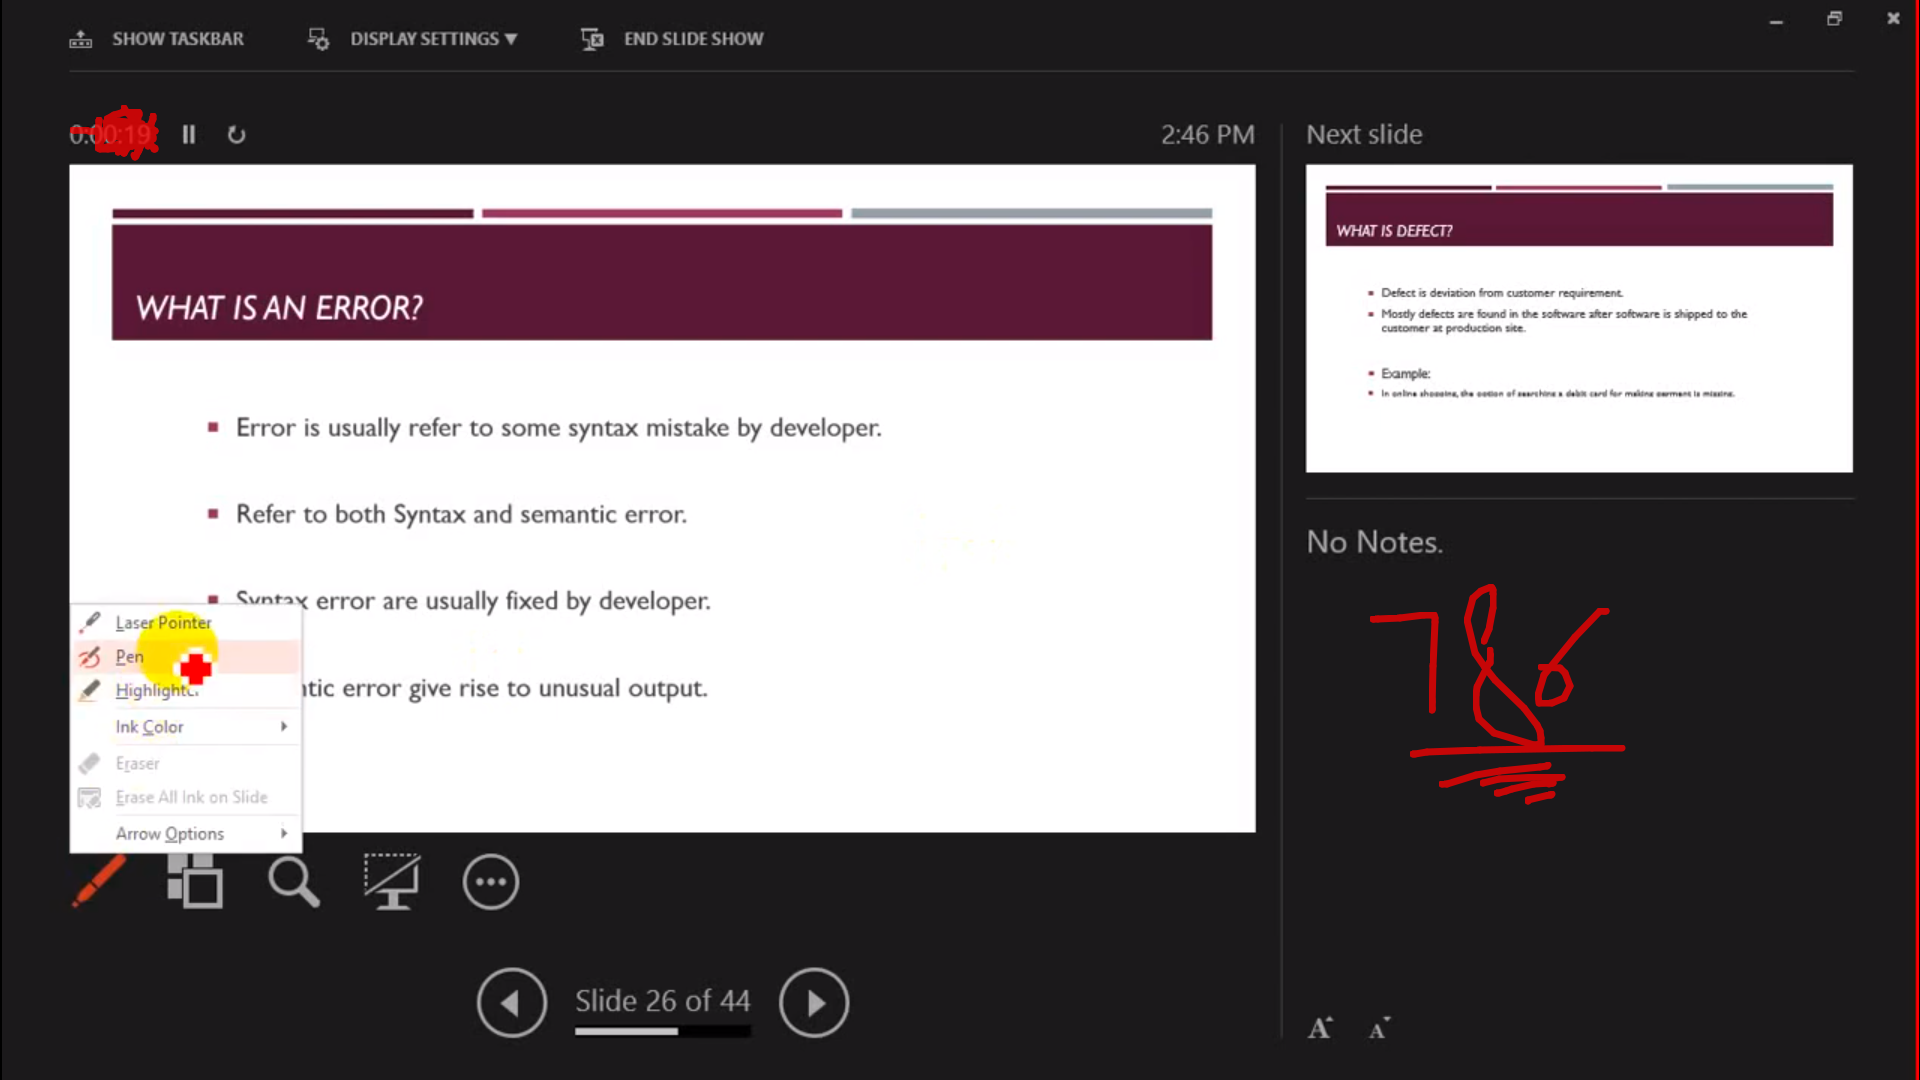 SHOW TASKBAR
DISPLAY SETTINGS ▼
END SLIDE SHOW
0:00:19
2:46 PM
WHAT IS AN ERROR?
Error is usually refer to some syntax mistake by developer.
Refer to both Syntax and semantic error.
Syntax error are usually fixed by developer.
ntic error give rise to unusual output.
Laser Pointer
Pen
Highlighter
Ink Color
Eraser
Erase All Ink on Slide
Arrow Options
Slide 26 of 44
Next slide
WHAT IS DEFECT?
Defect is deviation from customer requirement.
Mostly defects are found in the software after software is shipped to the
customer at production site.
Example:
In online shopping, the option of searching a debit card for making payment is missing.
No Notes.
786
A A